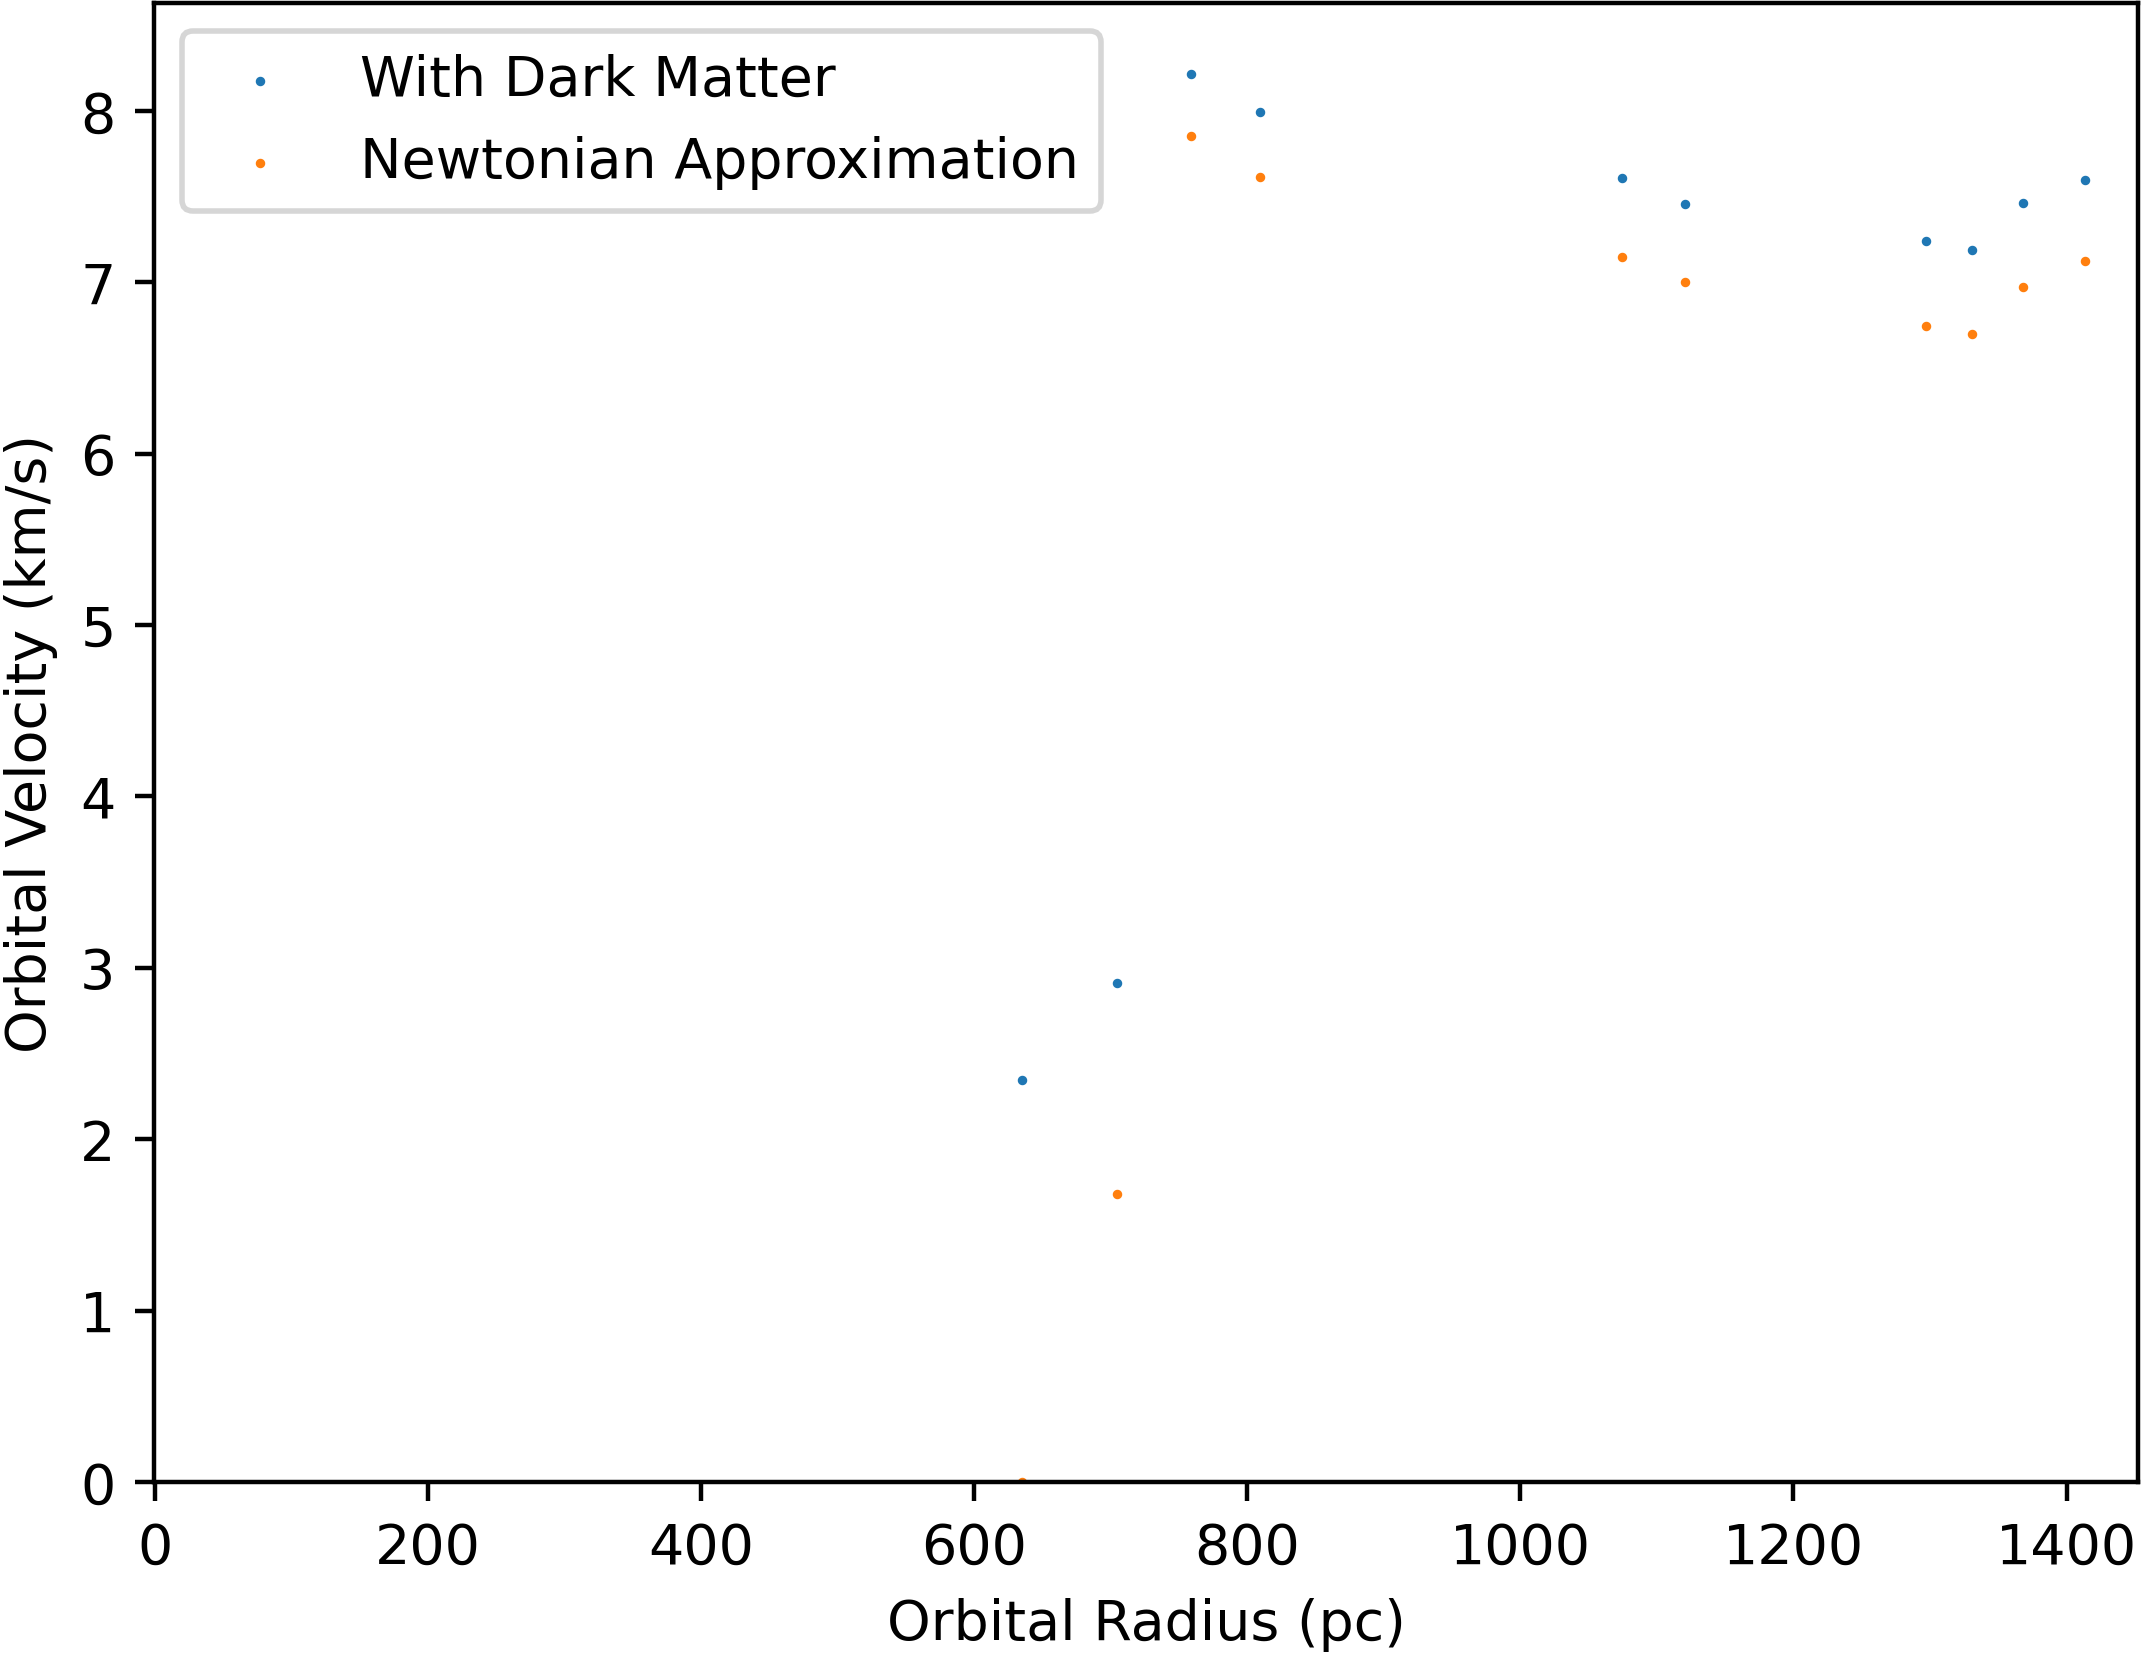 With Dark Matter
Newtonian Approximation
8
7
6
5
4
3
2
1
0
Orbital Velocity (km/s)
0 200 400 600 800 1000 1200 1400
Orbital Radius (pc)